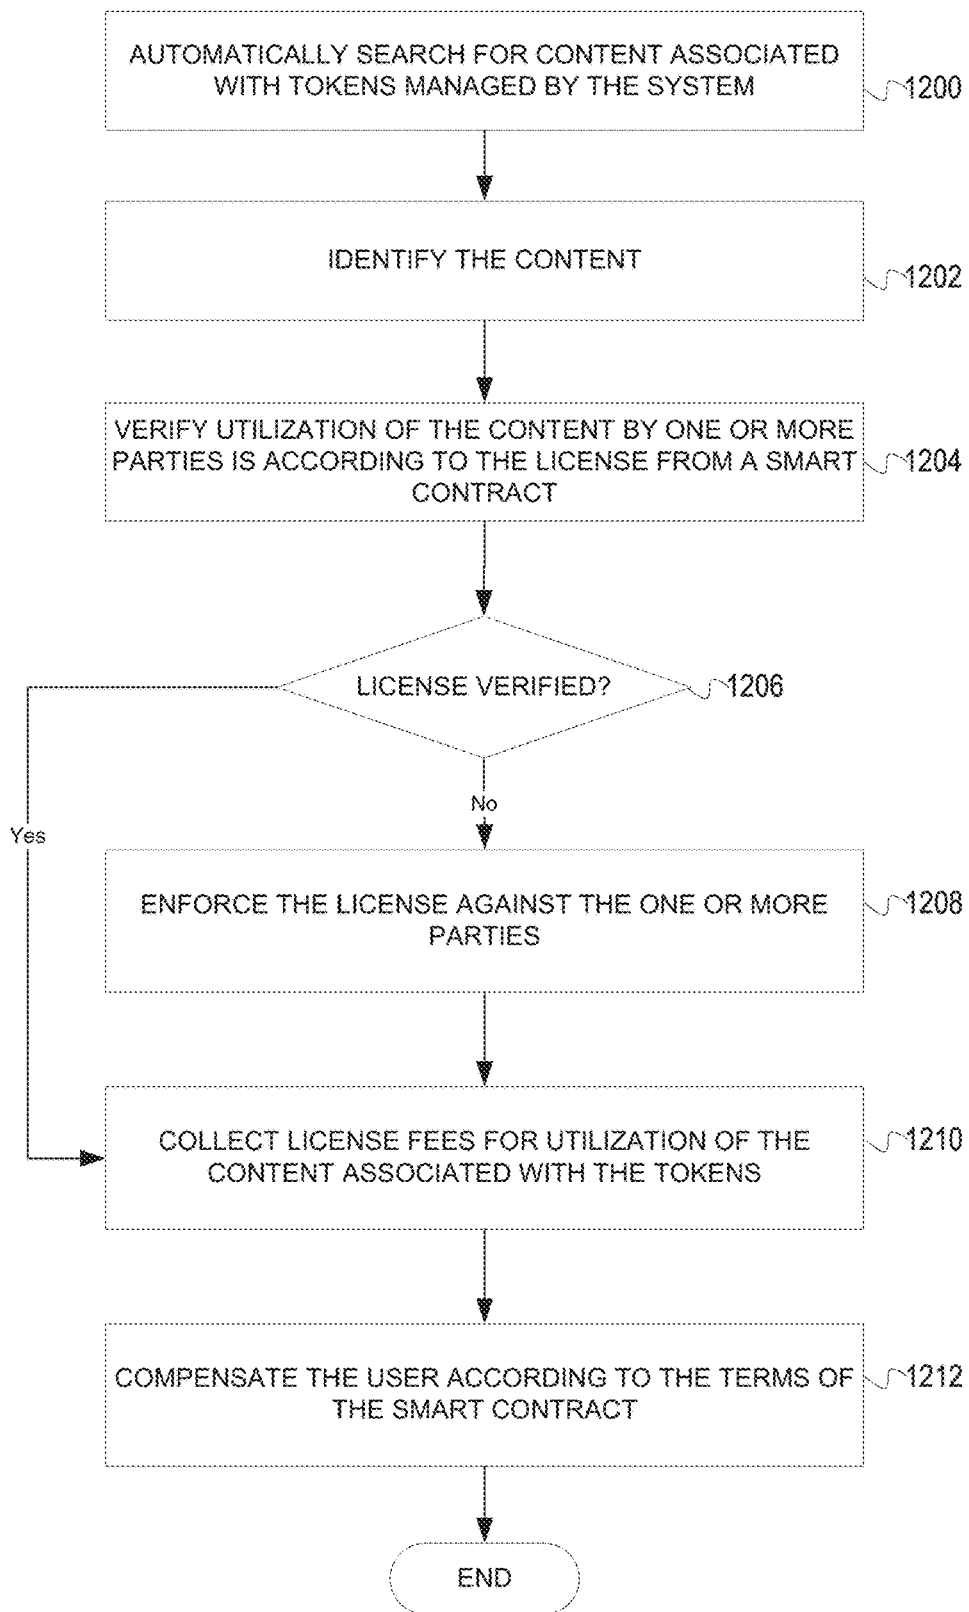 AUTOMATICALLY SEARCH FOR CONTENT ASSOCIATED
WITH TOKENS MANAGED BY THE SYSTEM
1200
IDENTIFY THE CONTENT
1202
VERIFY UTILIZATION OF THE CONTENT BY ONE OR MORE
PARTIES IS ACCORDING TO THE LICENSE FROM A SMART
CONTRACT
1204
LICENSE VERIFIED?
1206
No
Yes
ENFORCE THE LICENSE AGAINST THE ONE OR MORE
PARTIES
1208
COLLECT LICENSE FEES FOR UTILIZATION OF THE
CONTENT ASSOCIATED WITH THE TOKENS
1210
COMPENSATE THE USER ACCORDING TO THE TERMS OF
THE SMART CONTRACT
1212
END